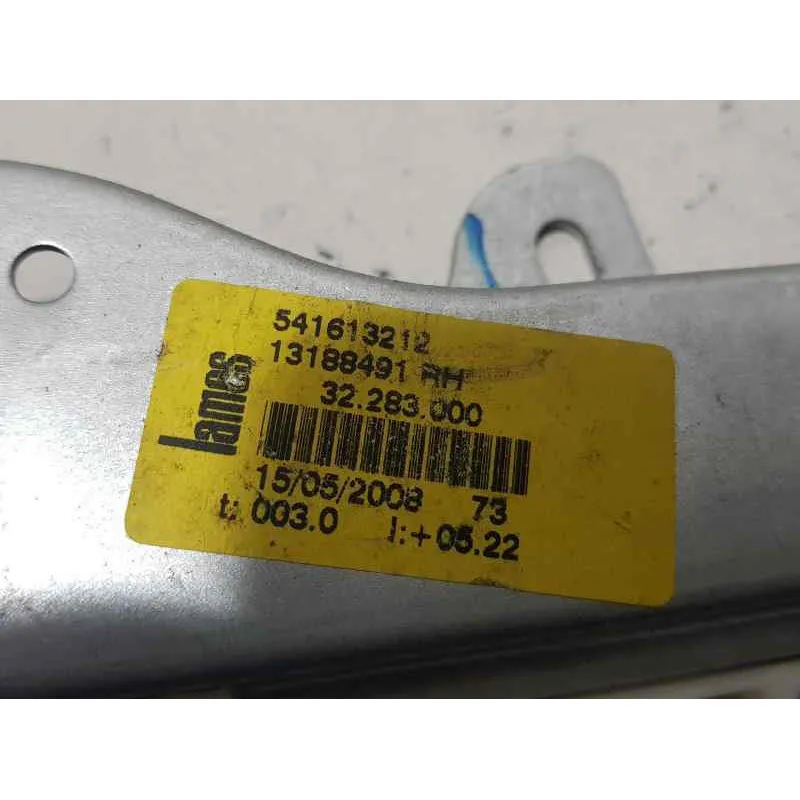 lames
541613212
13188491 RH
32.283.000
15/05/2008 73
t: 003.0 l:+05.22